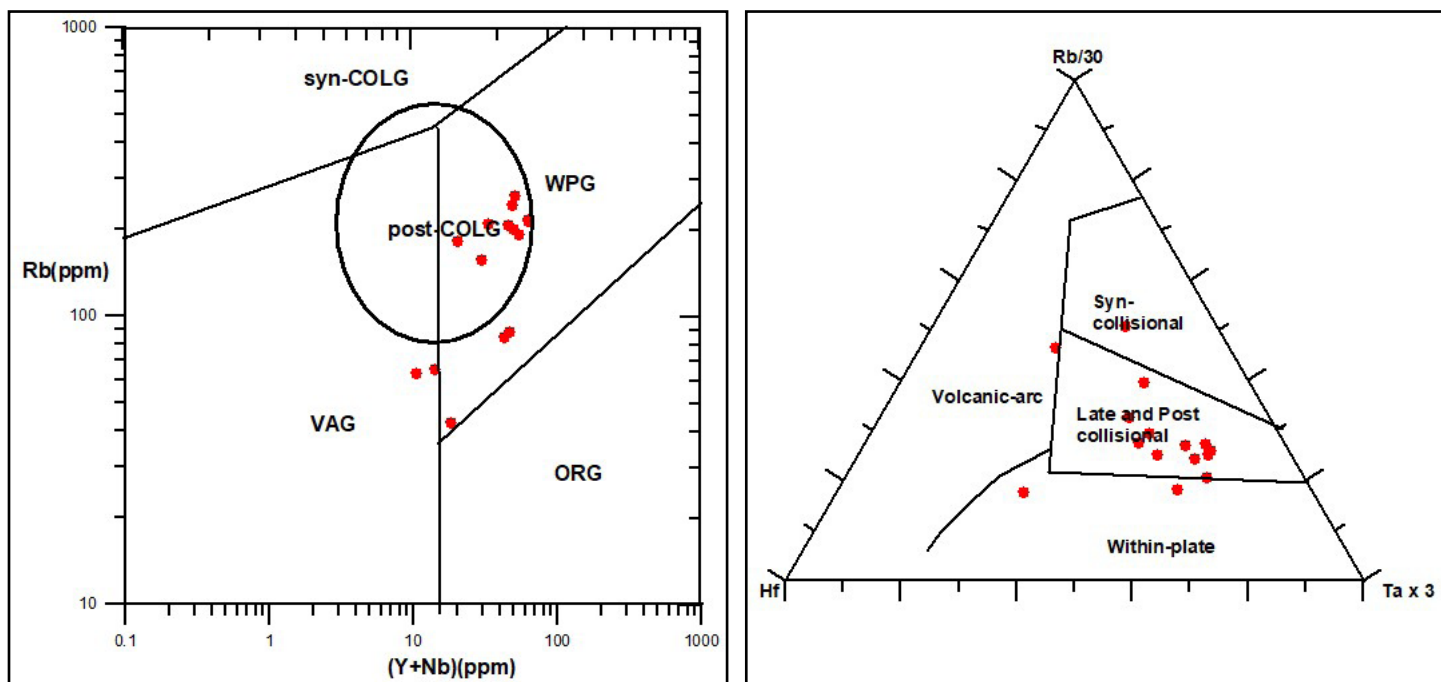 1000
syn-COLG
WPG
post-COLG
Rb(ppm)
100
VAG
ORG
10
0.1
1
10
100
1000
(Y+Nb)(ppm)
Rb/30
Syn-
collisional
Volcanic-arc
Late and Post
collisional
Within-plate
Hf
Ta x 3